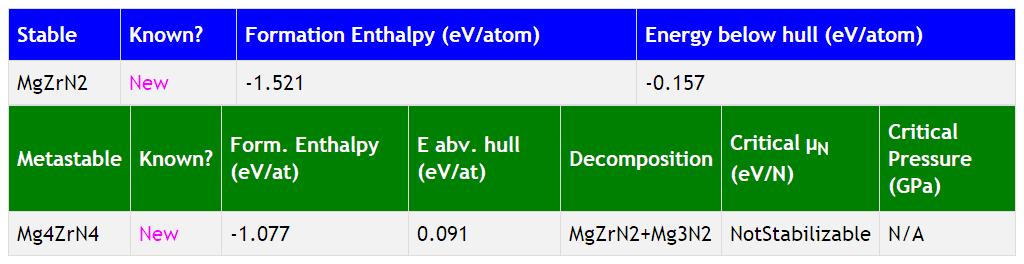 Stable Known? Formation Enthalpy (eV/atom) Energy below hull (eV/atom)
MgZrN2 New -1.521 -0.157
Metastable Known? Form. Enthalpy (eV/at) E abv. hull (eV/at) Decomposition Critical μN (eV/N) Critical Pressure (GPa)
Mg4ZrN4 New -1.077 0.091 MgZrN2+Mg3N2 NotStabilizable N/A